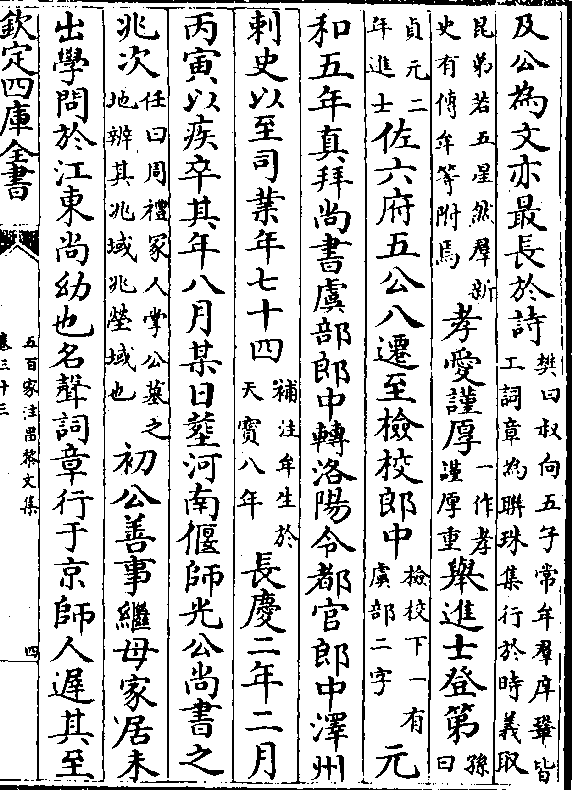 及公為文亦最長於詩樊曰叔向五子常牟羣庠鞏皆工詞章為聯珠集行於時義取
昆弟若五星然羣新史有傳牟等附焉孝愛謹厚一作孝謹厚重舉進士登第孫曰
貞元二年進士佐六府五公八遷至檢校郎中檢校下一有虞部二字元
和五年真拜尚書虞部郎中轉洛陽令都官郎中澤州
刺史以至司業年七十四補注牟生於天寳八年長慶二年二月
丙寅以疾卒其年八月某日塟河南偃師光公尚書之
兆次任曰周禮冢人掌公墓之地辨其兆域兆塋域也初公善事繼母家居未
出學問於江東尚幼也名聲詞章行于京師人遲其至
欽定四庫全書
五百家注昌黎文集
卷三十三
四